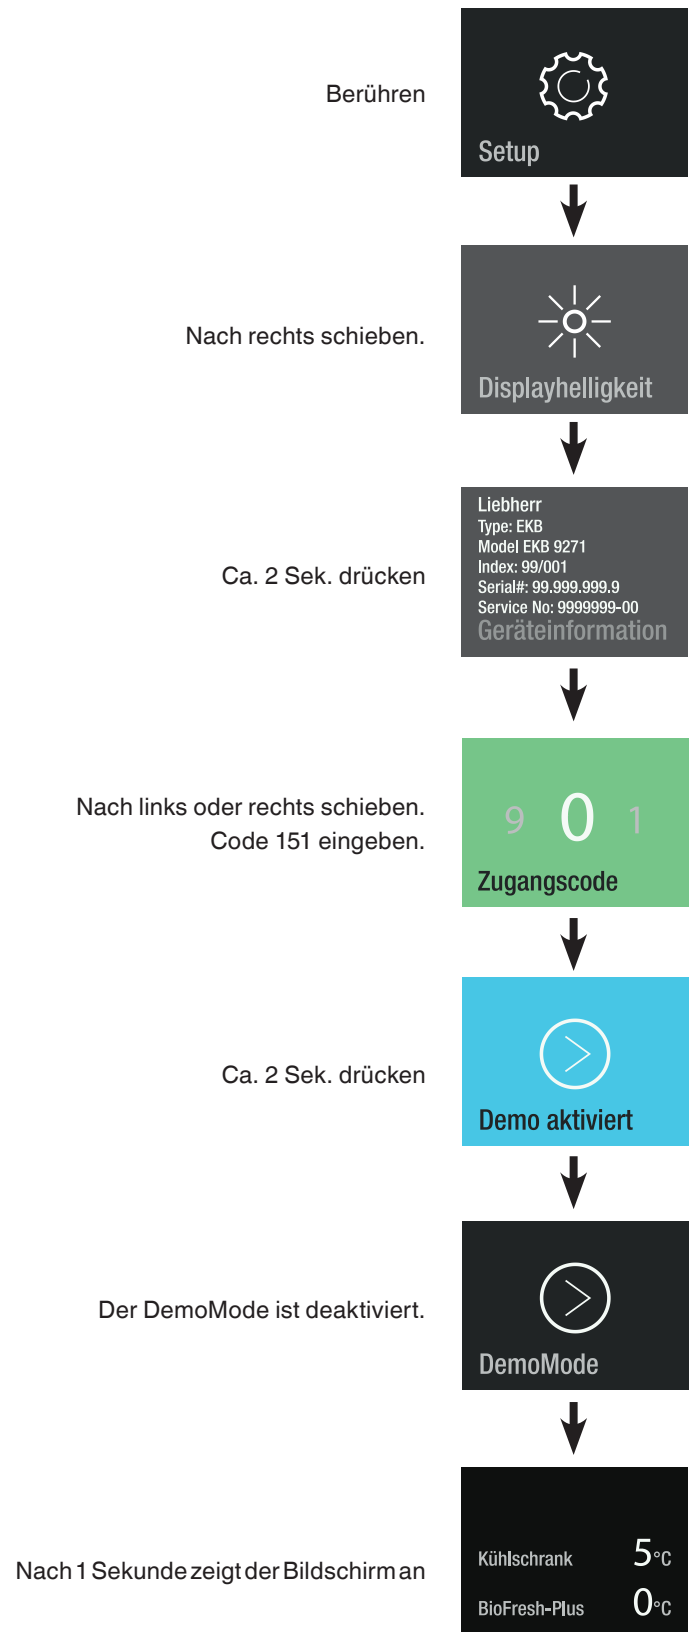 Berühren
Setup
Nach rechts schieben.
Displayhelligkeit
Ca. 2 Sek. drücken
Liebherr
Type: EKB
Model EKB 9271
Index: 99/001
Serial#: 99.999.999.9
Service No: 9999999-00
Geräteinformation
Nach links oder rechts schieben.
Code 151 eingeben.
9 0 1
Zugangscode
Ca. 2 Sek. drücken
Demo aktiviert
Der DemoMode ist deaktiviert.
DemoMode
Nach 1 Sekunde zeigt der Bildschirm an
Kühlschrank 5°C
BioFresh-Plus 0°C